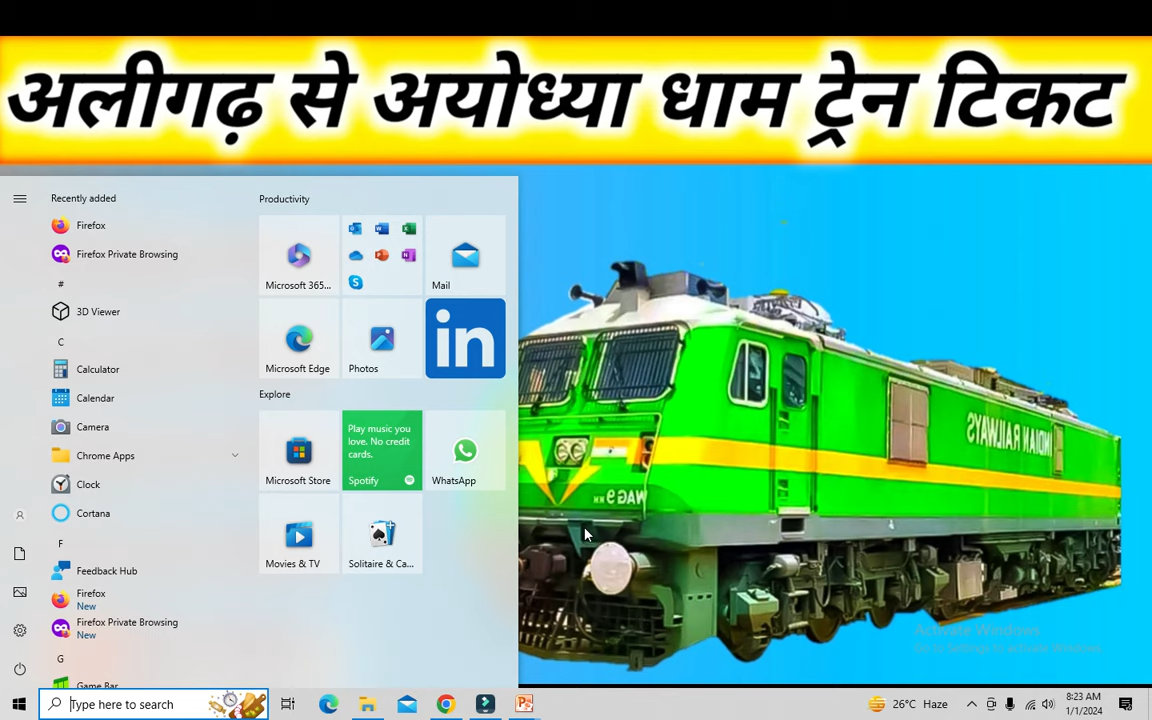 अलीगढ़ से अयोध्या धाम ट्रेन टिकट
Recently added
Firefox
Firefox Private Browsing
#
3D Viewer
C
Calculator
Calendar
Camera
Chrome Apps
Clock
Cortana
F
Feedback Hub
Firefox
New
Firefox Private Browsing
New
G
Game Bar
Productivity
Microsoft 365...
Mail
Microsoft Edge
Photos
in
Explore
Microsoft Store
Play music you
love. No credit
cards.
Spotify
WhatsApp
Movies & TV
Solitaire & Ca...
INDIAN RAILWAYS
WAG 9 HH
Activate Windows
Go to Settings to activate Windows.
Type here to search
26°C Haze
8:23 AM
1/1/2024